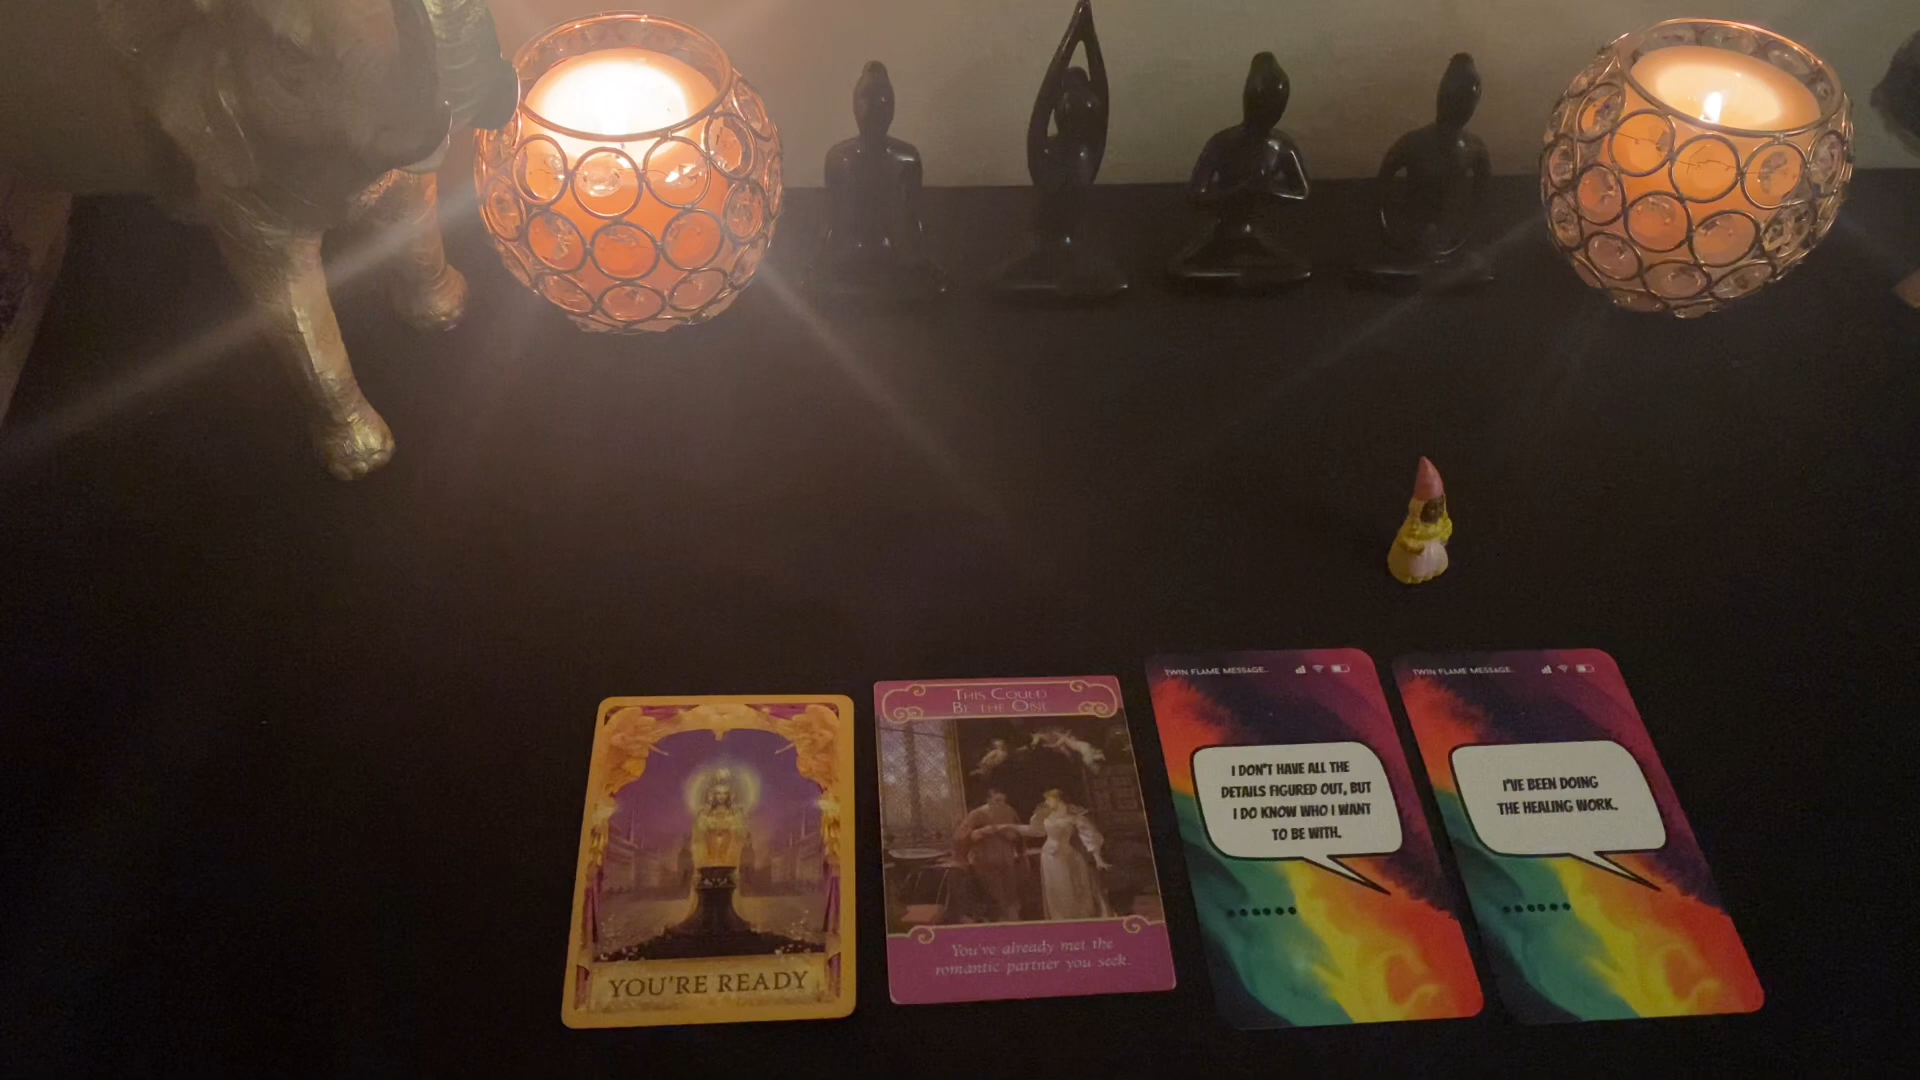 YOU'RE READY
THIS COULD
BE THE ONE
You've already met the
romantic partner you seek.
TWIN FLAME MESSAGE...
I DON'T HAVE ALL THE
DETAILS FIGURED OUT, BUT
I DO KNOW WHO I WANT
TO BE WITH.
TWIN FLAME MESSAGE...
I'VE BEEN DOING
THE HEALING WORK.